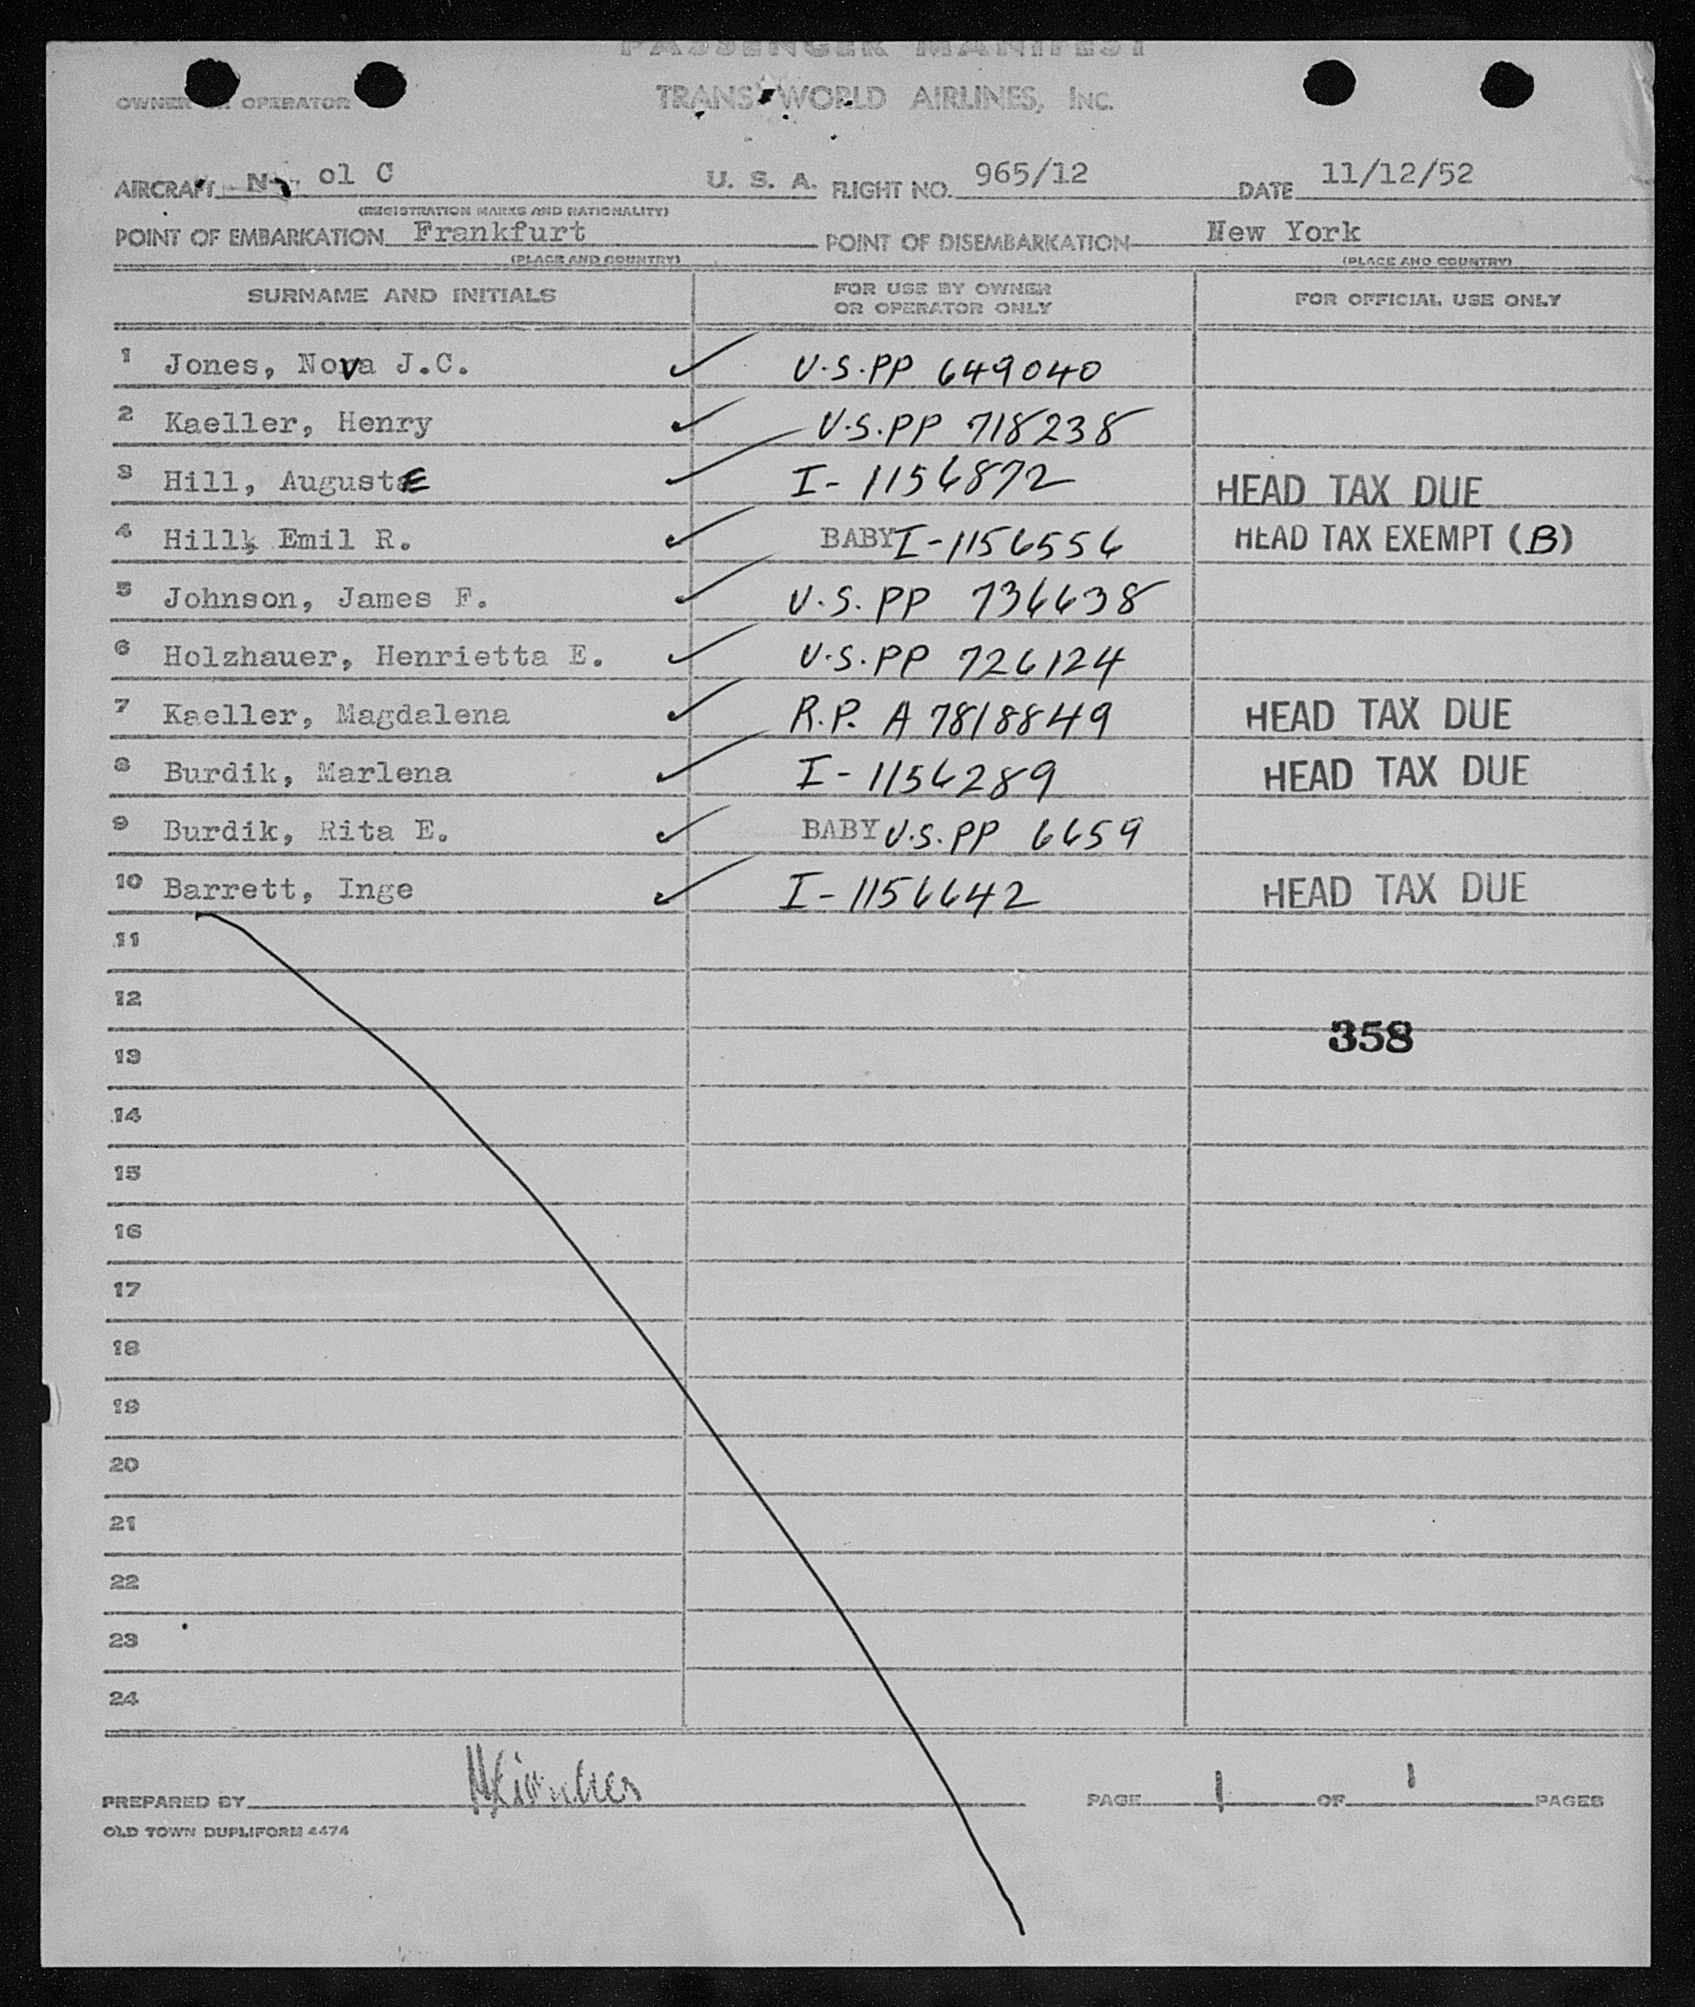 PASSENGER MANIFEST
OWNER OPERATOR TRANS WORLD AIRLINES, INC.
AIRCRAFT N- 01 C U. S. A. FLIGHT NO. 965/12 DATE 11/12/52
(REGISTRATION MARKS AND NATIONALITY)
POINT OF EMBARKATION Frankfurt POINT OF DISEMBARKATION New York
(PLACE AND COUNTRY) (PLACE AND COUNTRY)
SURNAME AND INITIALS FOR USE BY OWNER OR OPERATOR ONLY FOR OFFICIAL USE ONLY
1 Jones, Nova J.C. U.S.PP 649040
2 Kaeller, Henry U.S.PP 718238
3 Hill, AugustE I-1156872 HEAD TAX DUE
4 Hill, Emil R. BABY I-1156556 HEAD TAX EXEMPT (B)
5 Johnson, James F. U.S.PP 736638
6 Holzhauer, Henrietta E. U.S.PP 726124
7 Kaeller, Magdalena R.P. A 7818849 HEAD TAX DUE
8 Burdik, Marlena I-1156289 HEAD TAX DUE
9 Burdik, Rita E. BABY U.S.PP 6659
10 Barrett, Inge I-1156642 HEAD TAX DUE
11
12
358
13
14
15
16
17
18
19
20
21
22
23
24
PREPARED BY PAGE 1 OF 1 PAGES
OLD TOWN DUPLIFORM 4474